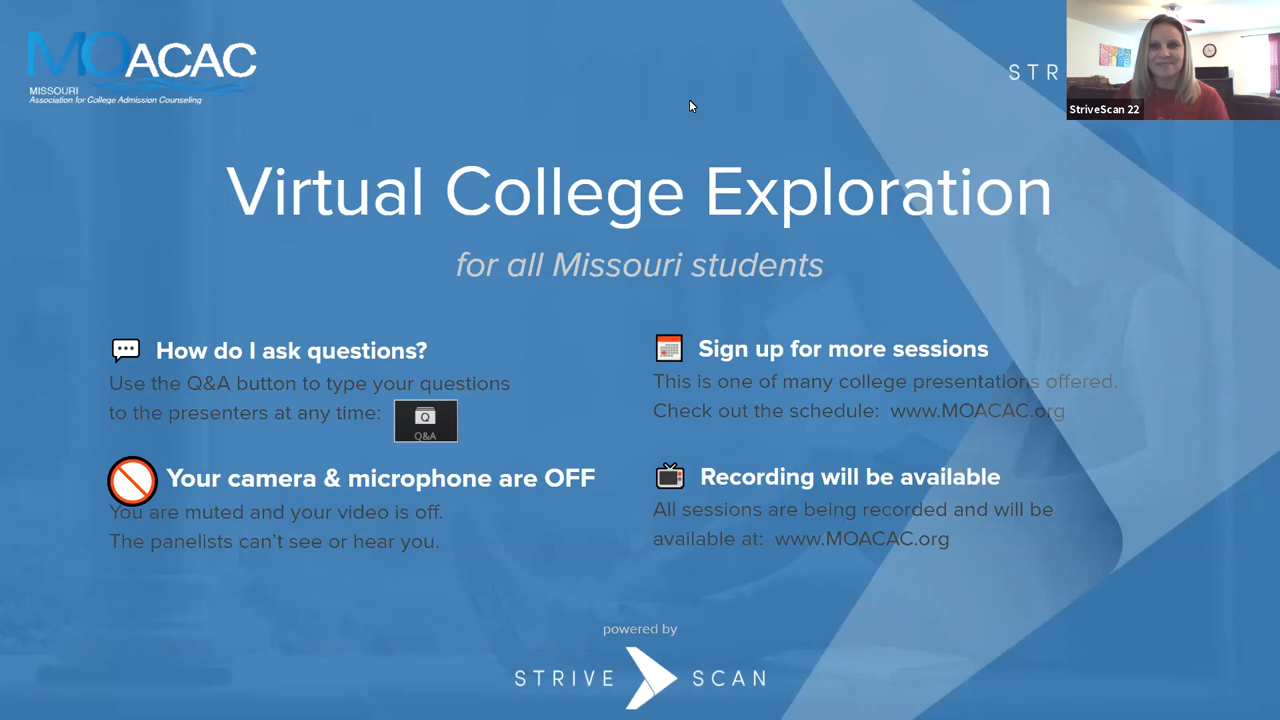 MOACAC
MISSOURI
Association for College Admission Counseling
STR
StriveScan 22
Virtual College Exploration
for all Missouri students
How do I ask questions?
Use the Q&A button to type your questions
to the presenters at any time:
Q
Q&A
Sign up for more sessions
This is one of many college presentations offered.
Check out the schedule: www.MOACAC.org
Your camera & microphone are OFF
You are muted and your video is off.
The panelists can't see or hear you.
Recording will be available
All sessions are being recorded and will be
available at: www.MOACAC.org
powered by
STRIVE SCAN